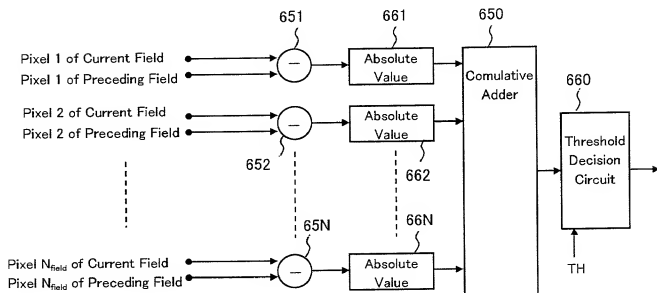 651
661
650
Pixel 1 of Current Field
Pixel 1 of Preceding Field
−
Absolute
Value
Comulative
Adder
660
Pixel 2 of Current Field
Pixel 2 of Preceding Field
−
Absolute
Value
Threshold
Decision
Circuit
652
662
65N
66N
Pixel Nfield of Current Field
Pixel Nfield of Preceding Field
−
Absolute
Value
TH